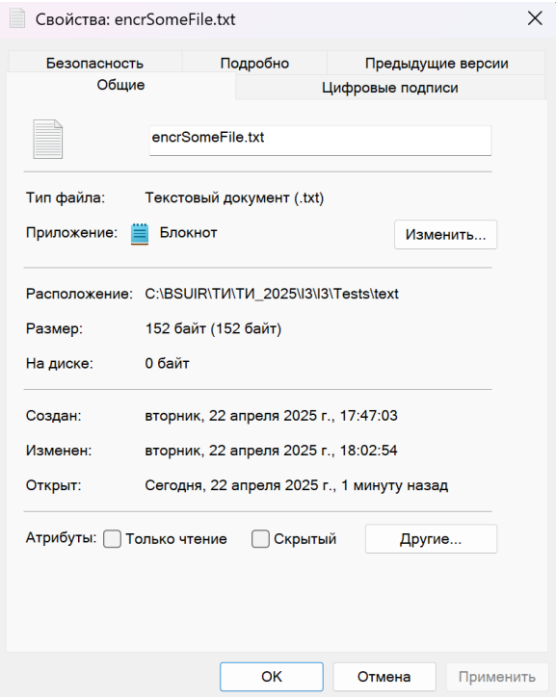 Свойства: encrSomeFile.txt
Безопасность Подробно Предыдущие версии
Общие Цифровые подписи
encrSomeFile.txt
Тип файла: Текстовый документ (.txt)
Приложение: Блокнот Изменить...
Расположение: C:\BSUIR\ТИ\ТИ_2025\l3\l3\Tests\text
Размер: 152 байт (152 байт)
На диске: 0 байт
Создан: вторник, 22 апреля 2025 г., 17:47:03
Изменен: вторник, 22 апреля 2025 г., 18:02:54
Открыт: Сегодня, 22 апреля 2025 г., 1 минуту назад
Атрибуты: Только чтение Скрытый Другие...
ОК Отмена Применить